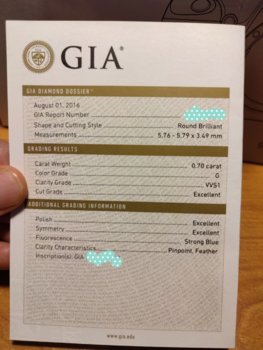 GIA®
GIA DIAMOND DOSSIER™
August 01, 2016
GIA Report Number
Shape and Cutting Style Round Brilliant
Measurements 5.76 - 5.79 x 3.49 mm
GRADING RESULTS
Carat Weight 0.70 carat
Color Grade G
Clarity Grade VVS1
Cut Grade Excellent
ADDITIONAL GRADING INFORMATION
Polish Excellent
Symmetry Excellent
Fluorescence Strong Blue
Clarity Characteristics Pinpoint, Feather
Inscription(s): GIA
www.gia.edu